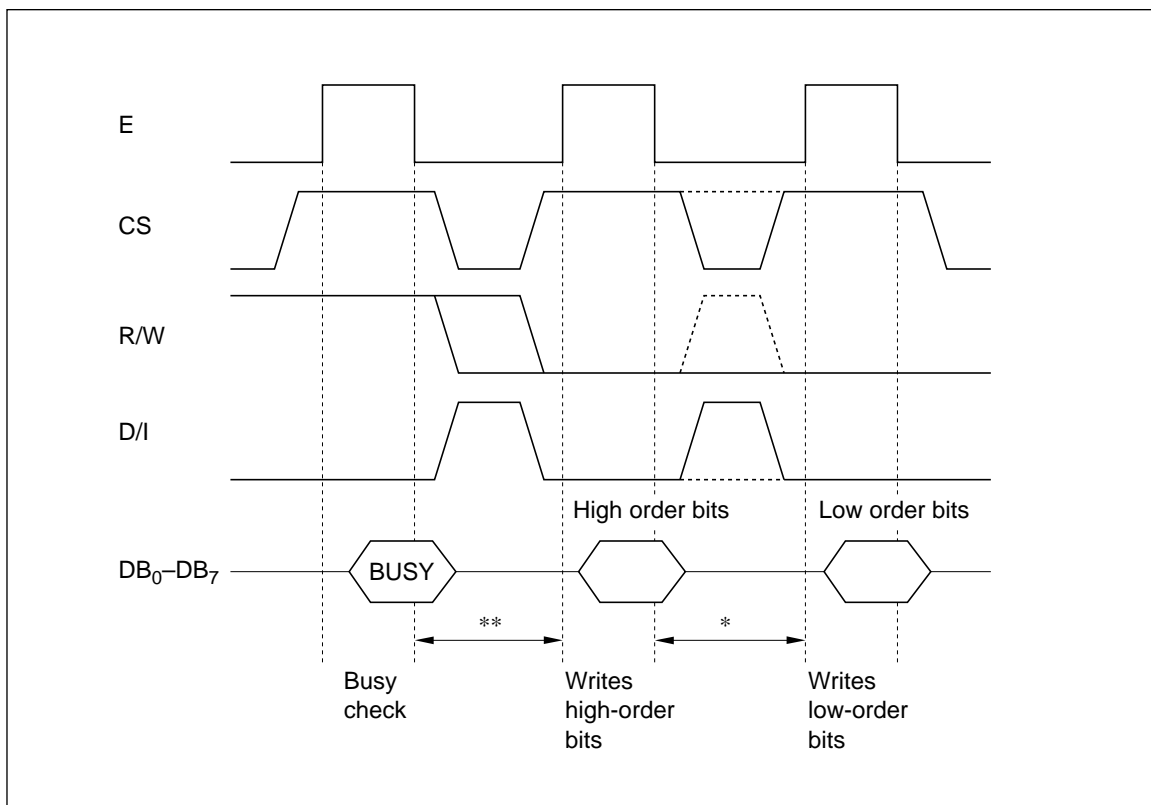 E
CS
R/W
D/I
High order bits
Low order bits
DB0–DB7
BUSY
**
*
Busy
check
Writes
high-order
bits
Writes
low-order
bits